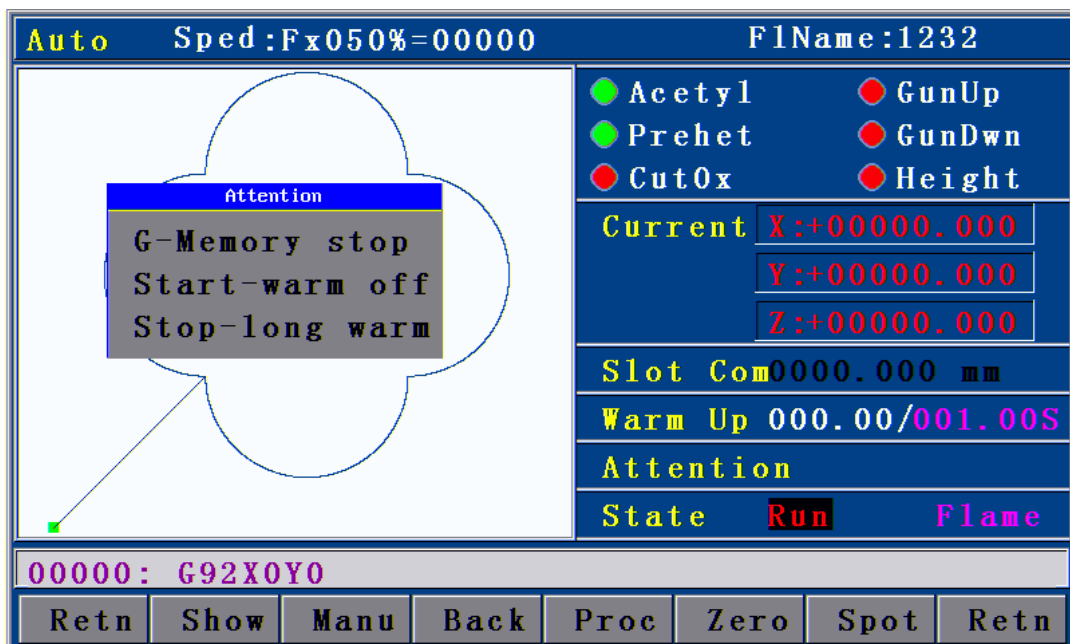 Auto Sped:Fx050%=00000 FlName:1232
Acetyl GunUp
Prehet GunDwn
CutOx Height
Attention
G-Memory stop
Start-warm off
Stop-long warm
Current X:+00000.000
Y:+00000.000
Z:+00000.000
Slot Com0000.000 mm
Warm Up 000.00/001.00S
Attention
State Run Flame
00000: G92X0Y0
Retn Show Manu Back Proc Zero Spot Retn